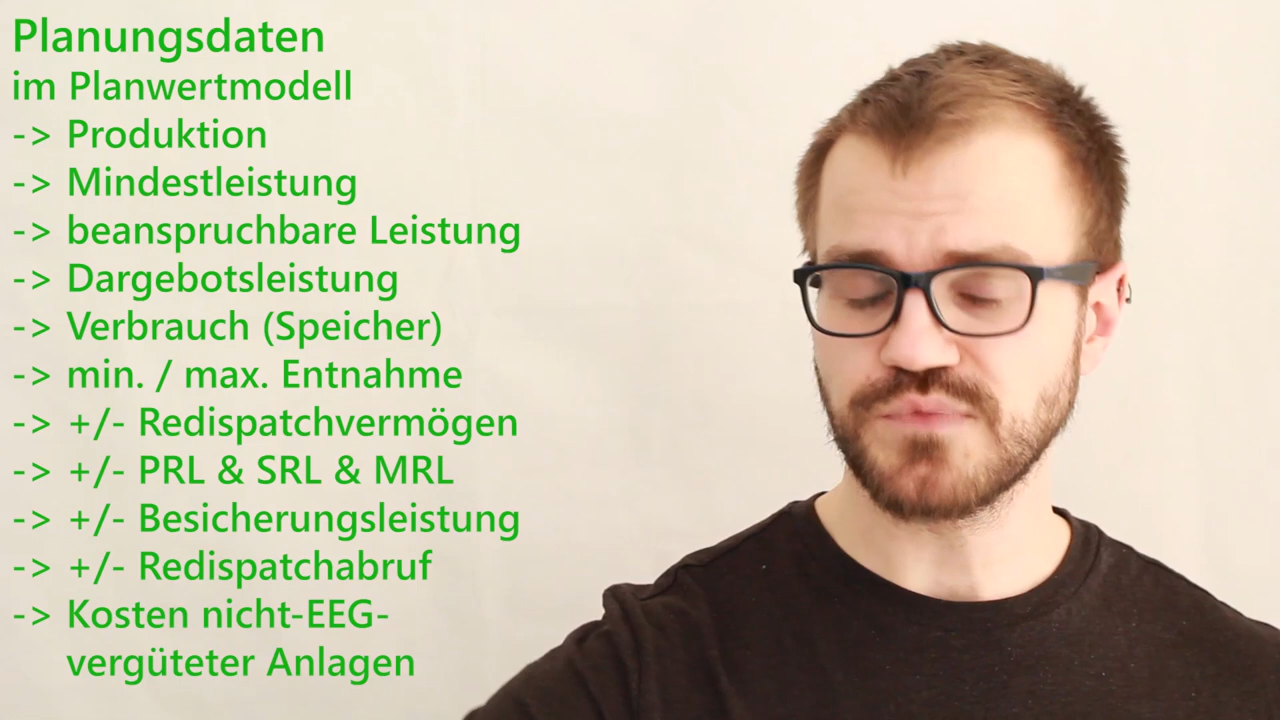 Planungsdaten
im Planwertmodell
-> Produktion
-> Mindestleistung
-> beanspruchbare Leistung
-> Dargebotsleistung
-> Verbrauch (Speicher)
-> min. / max. Entnahme
-> +/- Redispatchvermögen
-> +/- PRL & SRL & MRL
-> +/- Besicherungsleistung
-> +/- Redispatchabruf
-> Kosten nicht-EEG-
vergüteter Anlagen